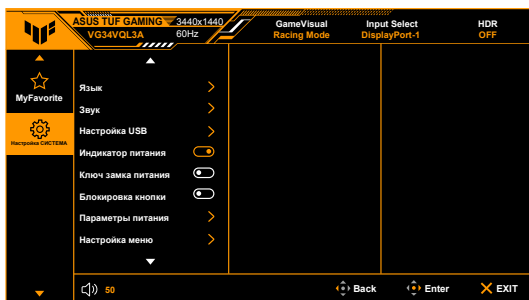 ASUS TUF GAMING 3440x1440
VG34VQL3A 60Hz
GameVisual
Racing Mode
Input Select
DisplayPort-1
HDR
OFF
MyFavorite
Настройка СИСТЕМА
Язык
Звук
Настройка USB
Индикатор питания
Ключ замка питания
Блокировка кнопки
Параметры питания
Настройка меню
50
Back
Enter
EXIT